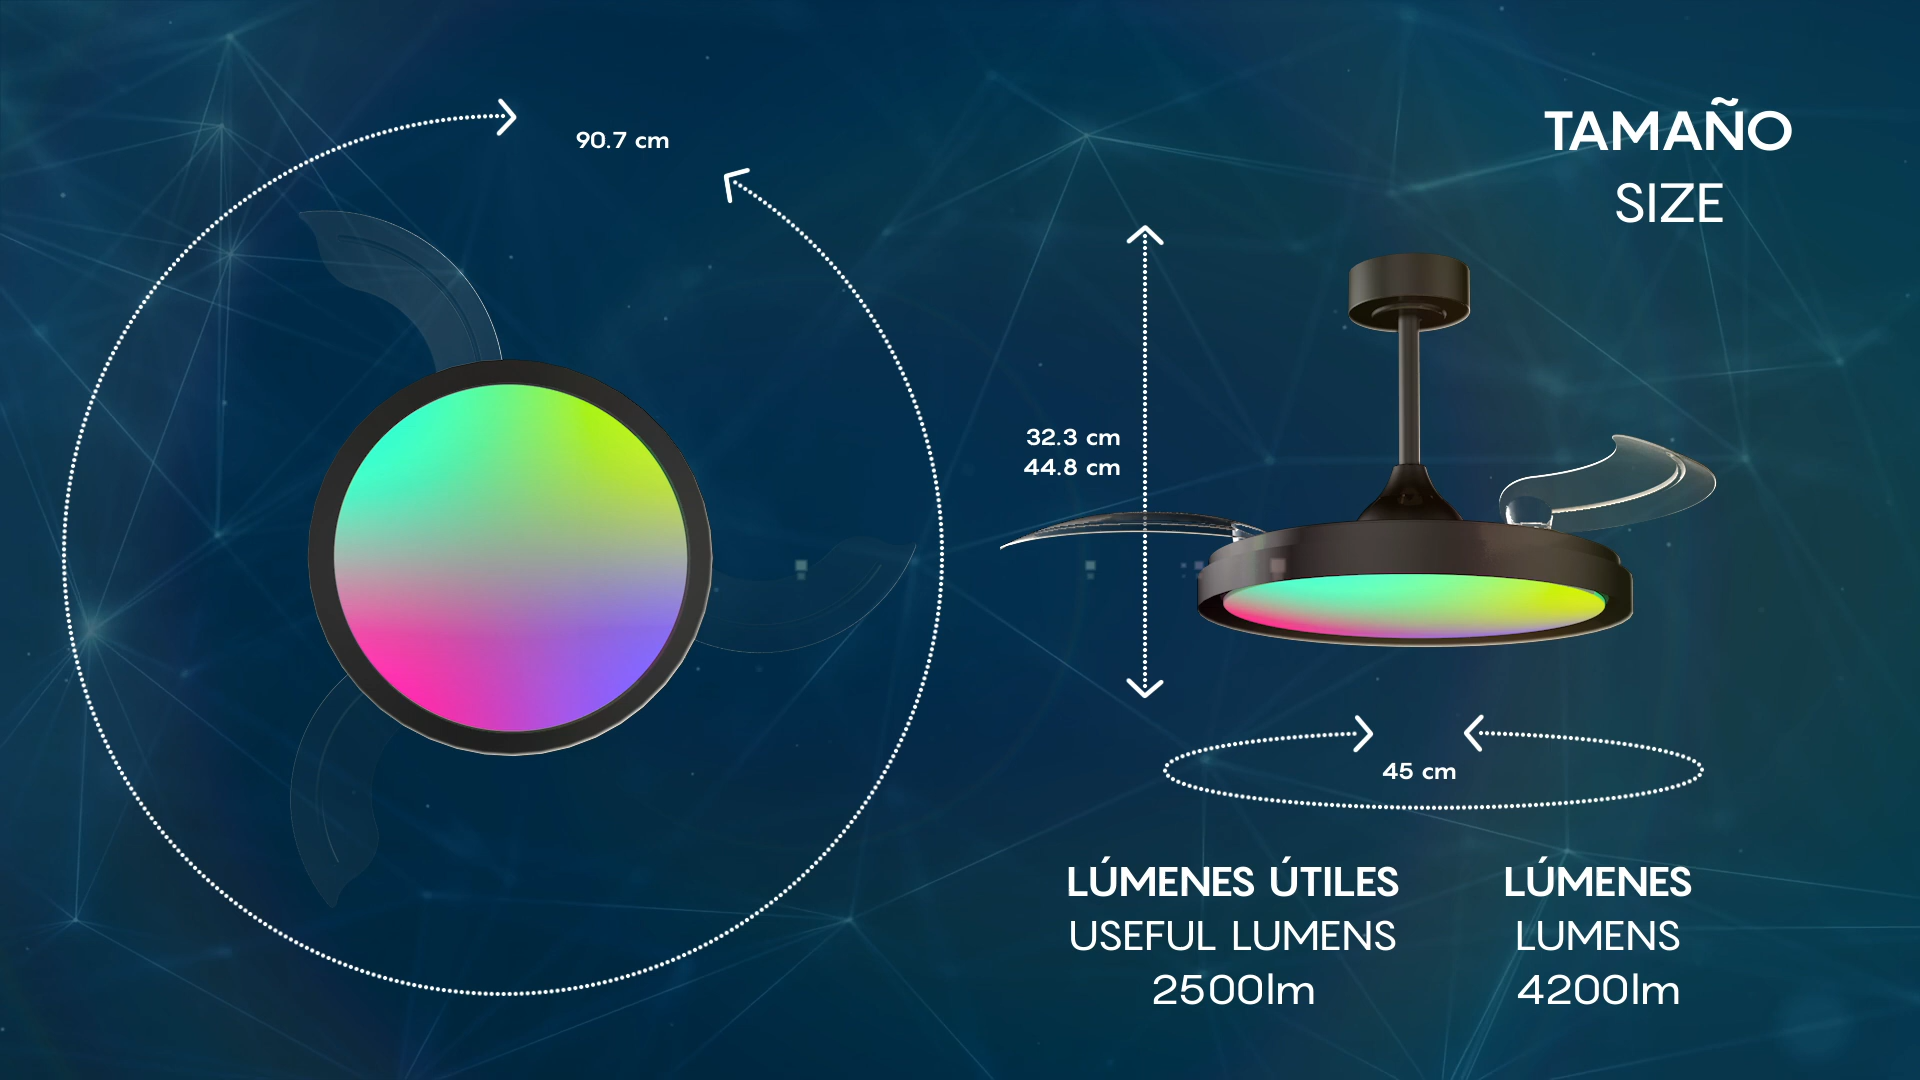 TAMAÑO
SIZE
90.7 cm
32.3 cm
44.8 cm
45 cm
LÚMENES ÚTILES
USEFUL LUMENS
2500lm
LÚMENES
LUMENS
4200lm